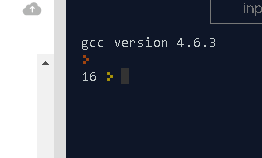 inp
gcc version 4.6.3
>
16 >